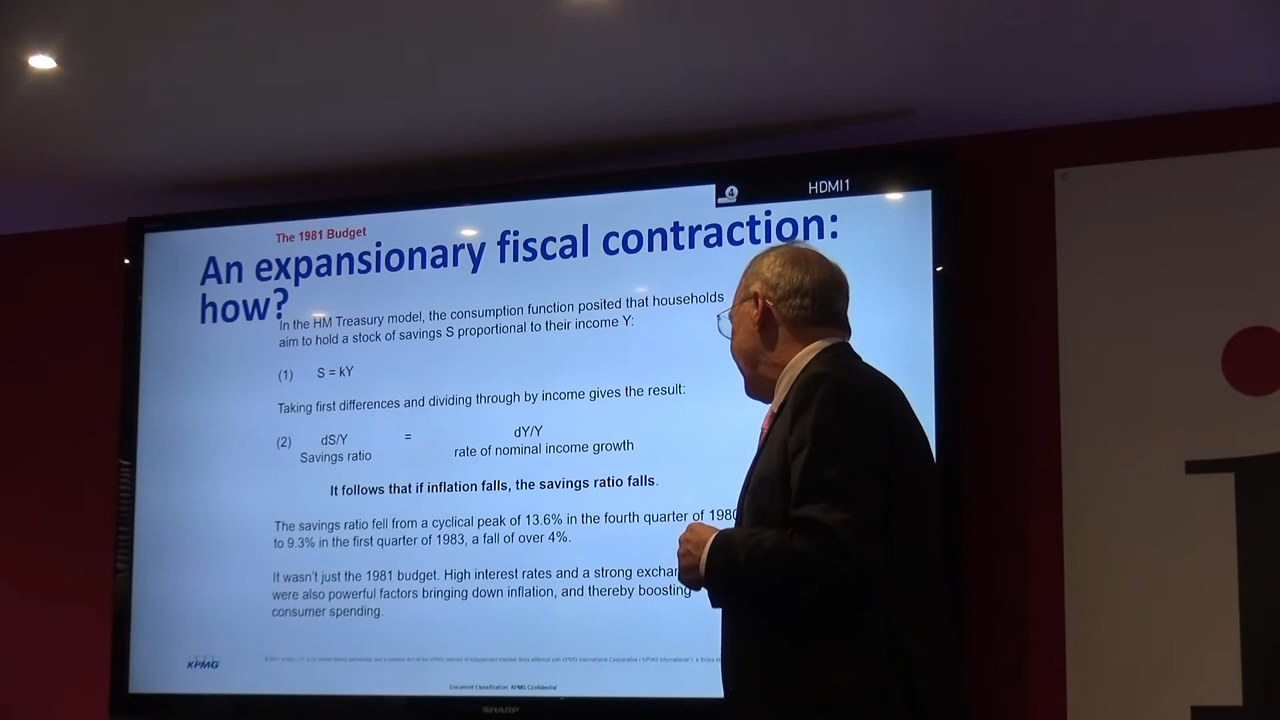 4
HDMI1
The 1981 Budget
An expansionary fiscal contraction:
how?
In the HM Treasury model, the consumption function posited that households
aim to hold a stock of savings S proportional to their income Y:
(1) S = kY
Taking first differences and dividing through by income gives the result:
(2) dS/Y = dY/Y
Savings ratio rate of nominal income growth
It follows that if inflation falls, the savings ratio falls.
The savings ratio fell from a cyclical peak of 13.6% in the fourth quarter of 1980
to 9.3% in the first quarter of 1983, a fall of over 4%.
It wasn't just the 1981 budget. High interest rates and a strong
were also powerful factors bringing down inflation, and thereby boosting
consumer spending.
KPMG
Document Classification: KPMG Confidential
SHARP